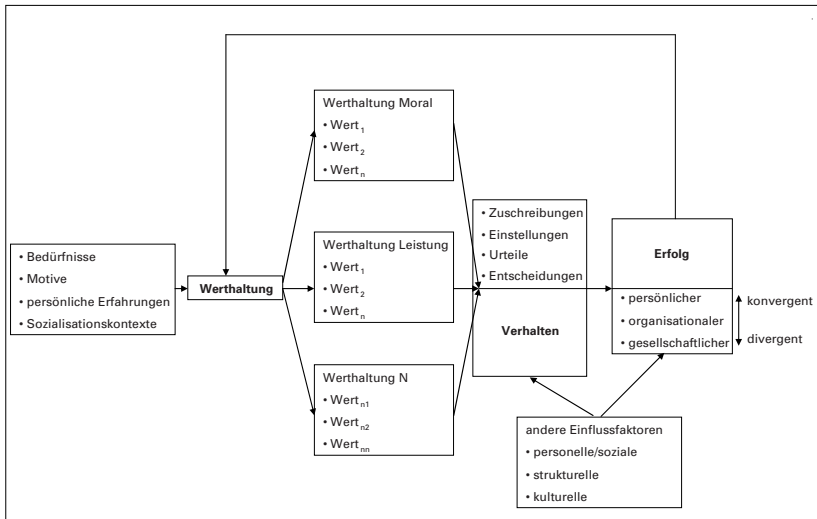 • Bedürfnisse
• Motive
• persönliche Erfahrungen
• Sozialisationskontexte
Werthaltung
Werthaltung Moral
• Wert₁
• Wert₂
• Wertₙ
Werthaltung Leistung
• Wert₁
• Wert₂
• Wertₙ
Werthaltung N
• Wertₙ₁
• Wertₙ₂
• Wertₙₙ
• Zuschreibungen
• Einstellungen
• Urteile
• Entscheidungen
Verhalten
Erfolg
• persönlicher
• organisationaler
• gesellschaftlicher
konvergent
divergent
andere Einflussfaktoren
• personelle/soziale
• strukturelle
• kulturelle